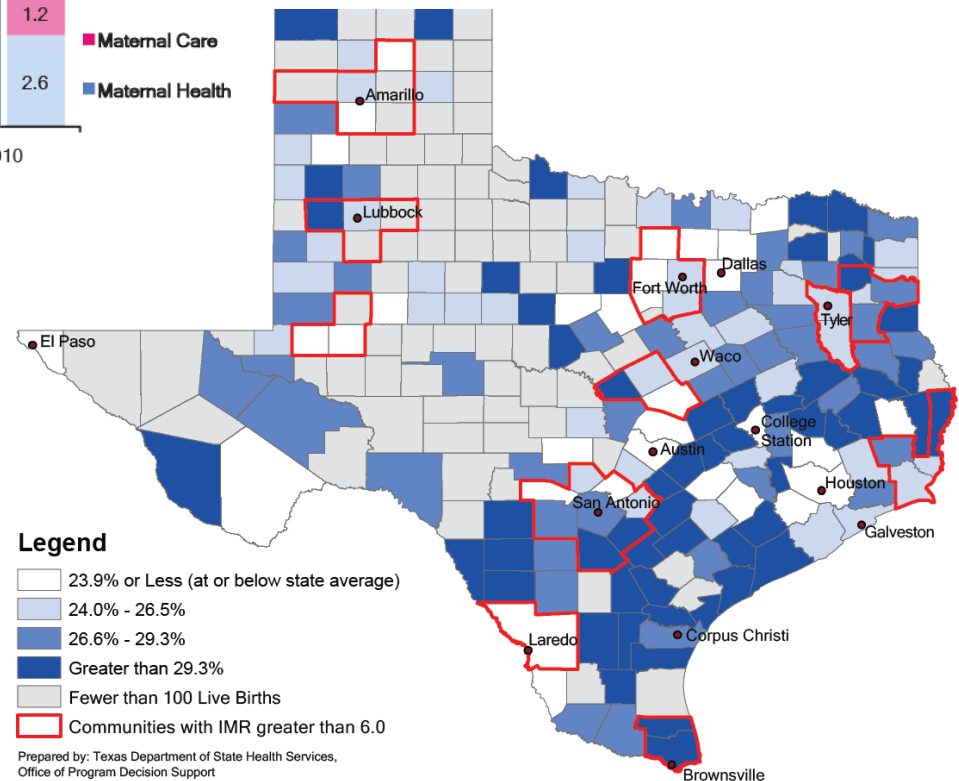 1.2
2.6
Maternal Care
Maternal Health
Amarillo
Lubbock
Dallas
Fort Worth
Tyler
El Paso
Waco
College
Station
Austin
Houston
San Antonio
Galveston
Laredo
Corpus Christi
Brownsville
Legend
23.9% or Less (at or below state average)
24.0% - 26.5%
26.6% - 29.3%
Greater than 29.3%
Fewer than 100 Live Births
Communities with IMR greater than 6.0
Prepared by: Texas Department of State Health Services,
Office of Program Decision Support